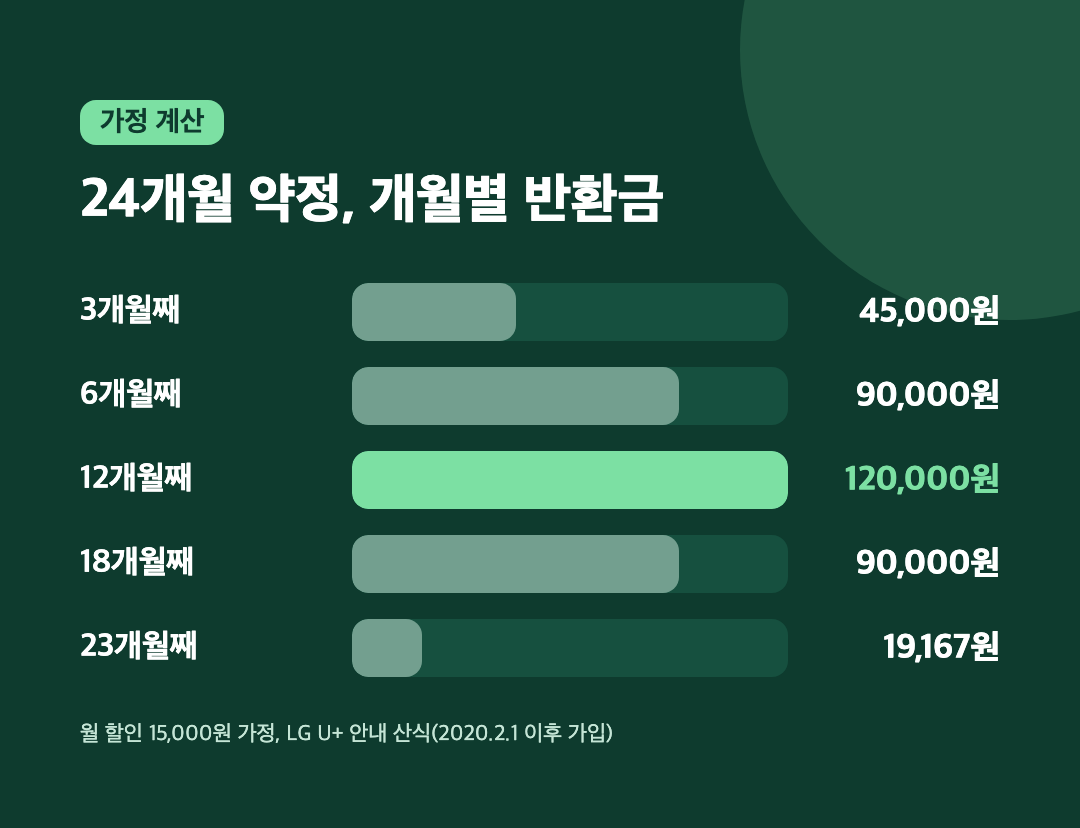 가정 계산
24개월 약정, 개월별 반환금
3개월째 45,000원
6개월째 90,000원
12개월째 120,000원
18개월째 90,000원
23개월째 19,167원
월 할인 15,000원 가정, LG U+ 안내 산식(2020.2.1 이후 가입)